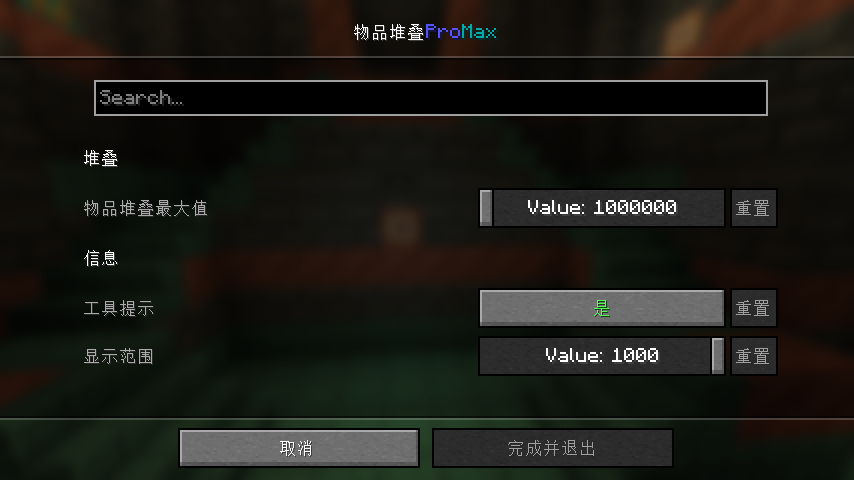 物品堆叠ProMax
Search...
堆叠
物品堆叠最大值 Value: 1000000 重置
信息
工具提示 是 重置
显示范围 Value: 1000 重置
取消 完成并退出